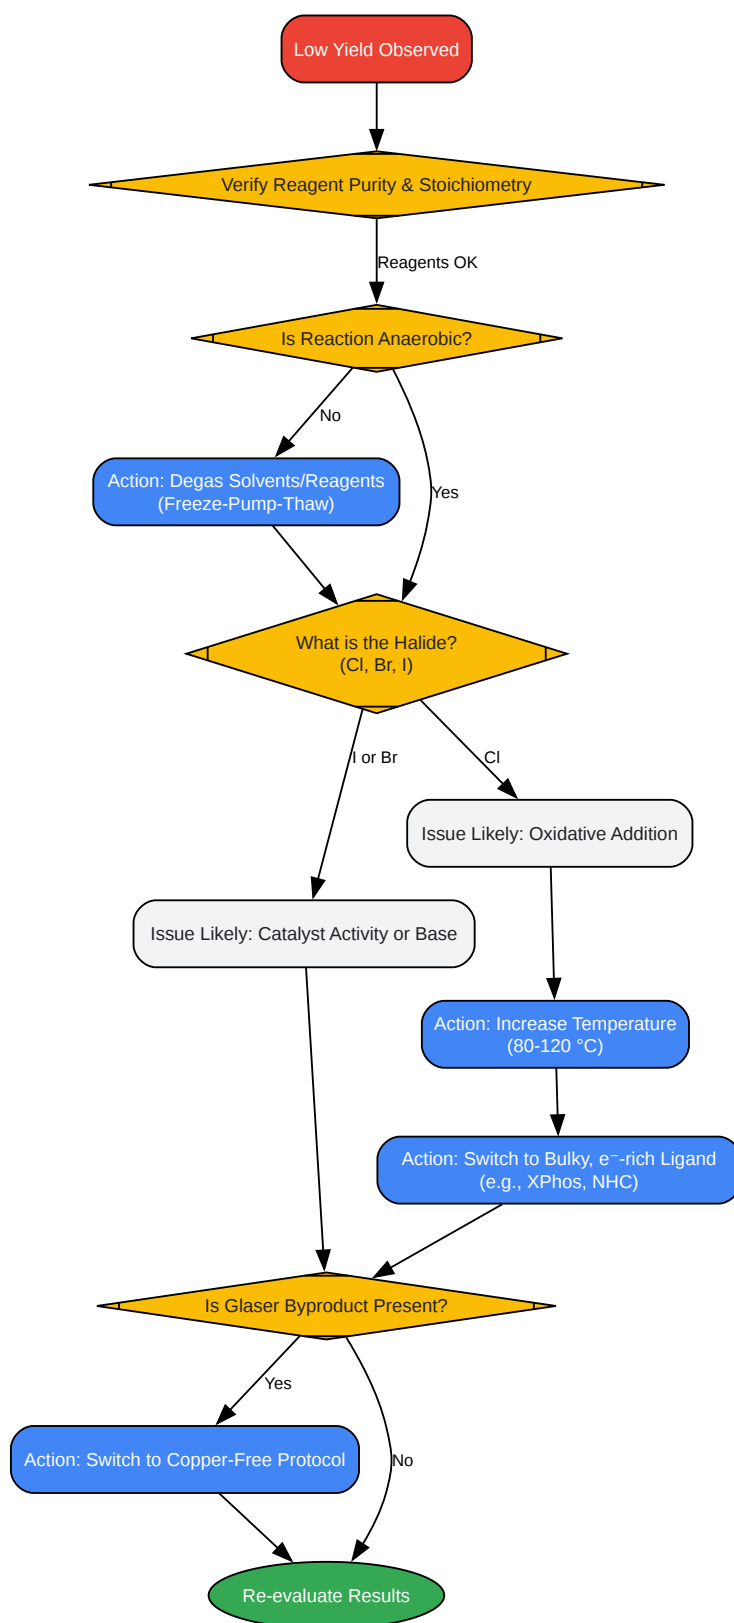 Low Yield Observed
Verify Reagent Purity & Stoichiometry
Reagents OK
Is Reaction Anaerobic?
No
Action: Degas Solvents/Reagents
(Freeze-Pump-Thaw)
Yes
What is the Halide?
(Cl, Br, I)
I or Br
Cl
Issue Likely: Oxidative Addition
Issue Likely: Catalyst Activity or Base
Action: Increase Temperature
(80-120 °C)
Action: Switch to Bulky, e⁻-rich Ligand
(e.g., XPhos, NHC)
Is Glaser Byproduct Present?
Yes
Action: Switch to Copper-Free Protocol
No
Re-evaluate Results